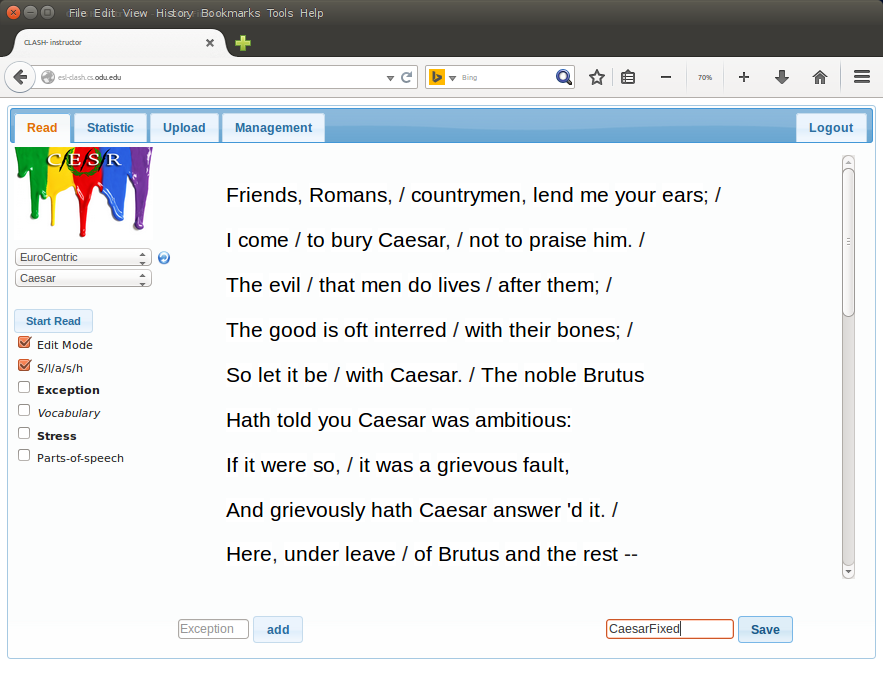 File Edit View History Bookmarks Tools Help
CLASH- instructor
esl-clash.cs.odu.edu
Bing
70%
Read Statistic Upload Management Logout
C/E/S/R
EuroCentric
Caesar
Start Read
Edit Mode
S/l/a/s/h
Exception
Vocabulary
Stress
Parts-of-speech
Friends, Romans, / countrymen, lend me your ears; /
I come / to bury Caesar, / not to praise him. /
The evil / that men do lives / after them; /
The good is oft interred / with their bones; /
So let it be / with Caesar. / The noble Brutus
Hath told you Caesar was ambitious:
If it were so, / it was a grievous fault,
And grievously hath Caesar answer 'd it. /
Here, under leave / of Brutus and the rest --
Exception add CaesarFixed Save